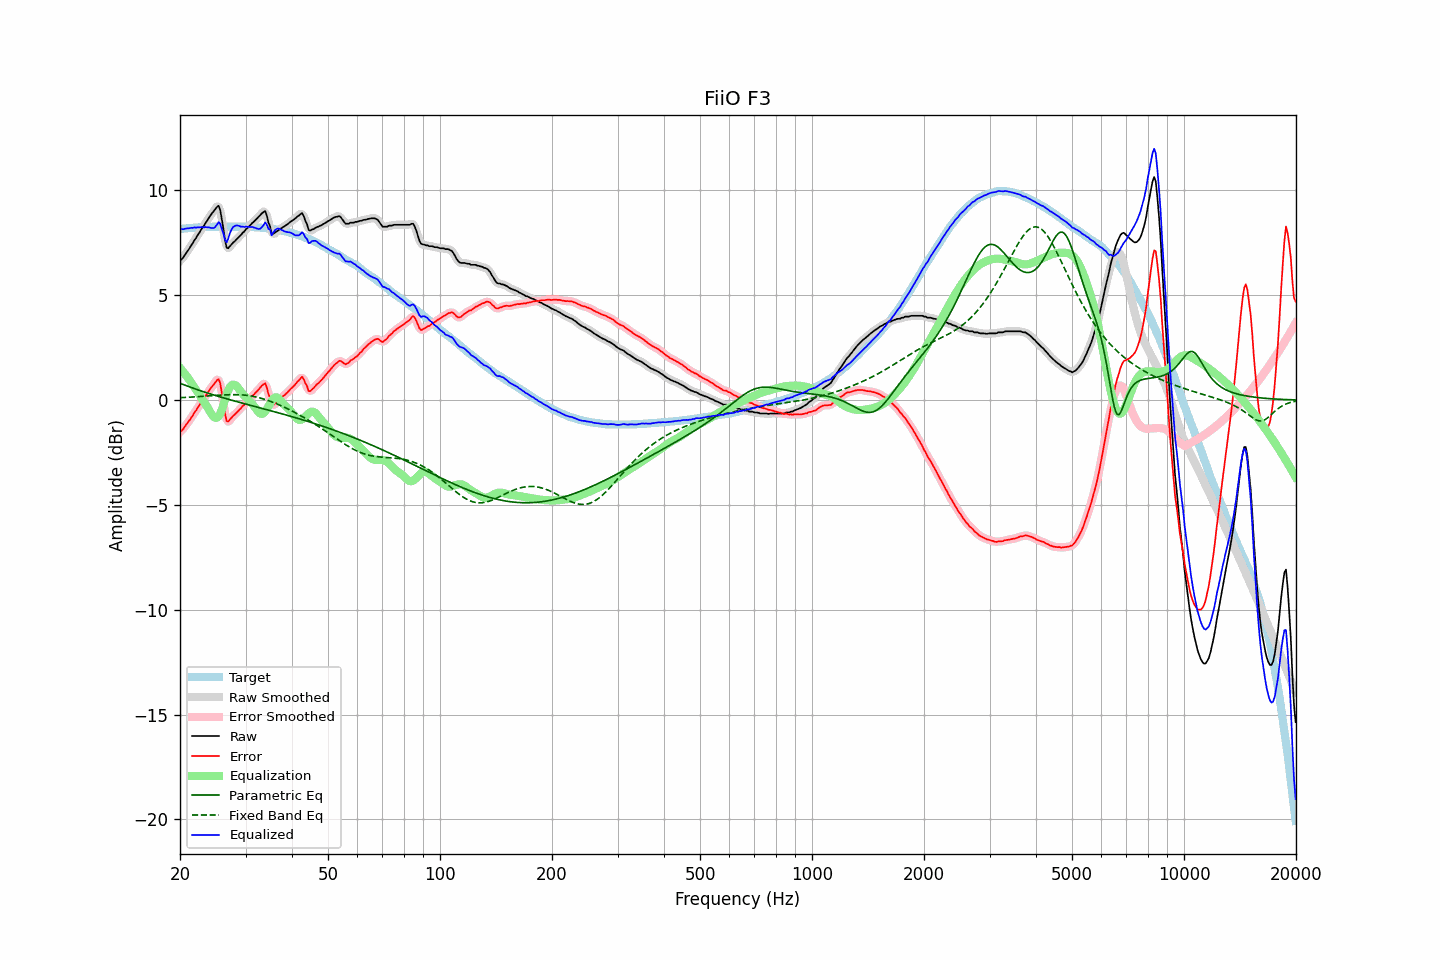 FiiO F3
Amplitude (dBr)
10
5
0
−5
−10
−15
−20
Target
Raw Smoothed
Error Smoothed
Raw
Error
Equalization
Parametric Eq
Fixed Band Eq
Equalized
20 50 100 200 500 1000 2000 5000 10000 20000
Frequency (Hz)